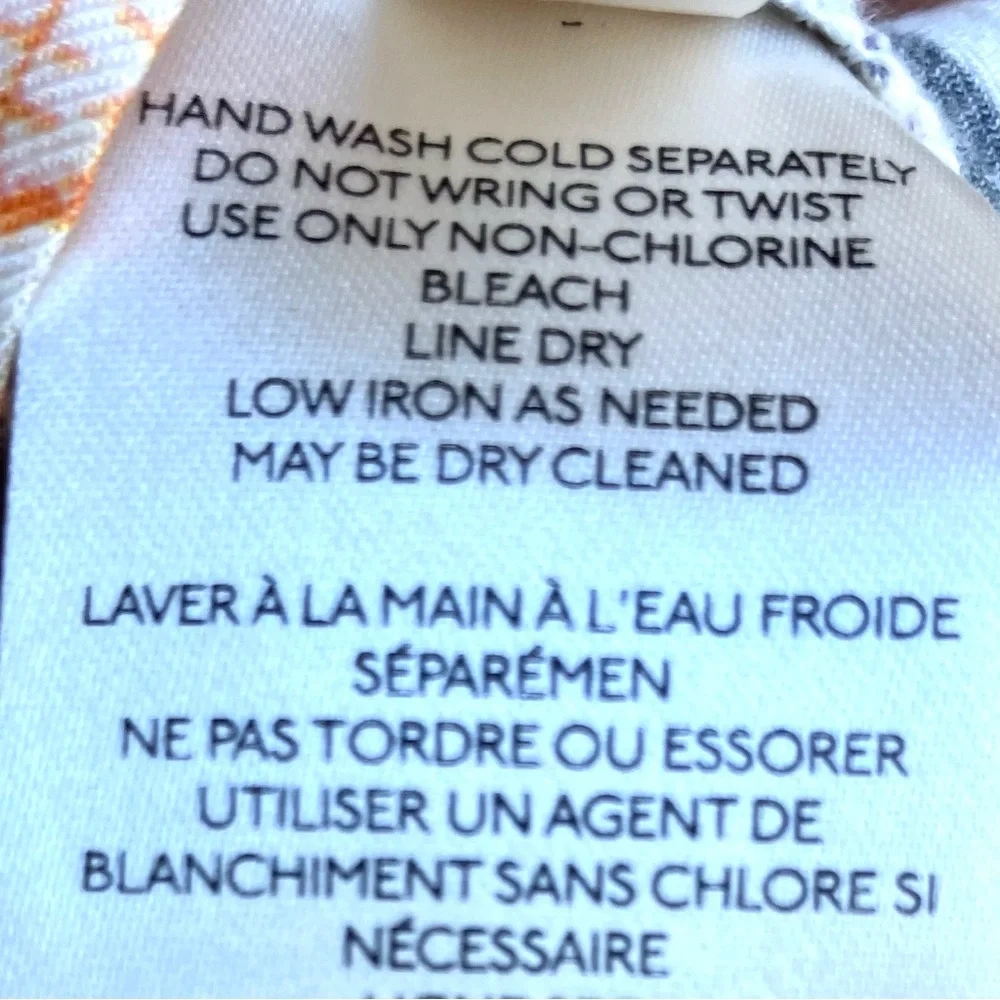 HAND WASH COLD SEPARATELY
DO NOT WRING OR TWIST
USE ONLY NON-CHLORINE
BLEACH
LINE DRY
LOW IRON AS NEEDED
MAY BE DRY CLEANED
LAVER À LA MAIN À L'EAU FROIDE
SÉPARÉMEN
NE PAS TORDRE OU ESSORER
UTILISER UN AGENT DE
BLANCHIMENT SANS CHLORE SI
NÉCESSAIRE